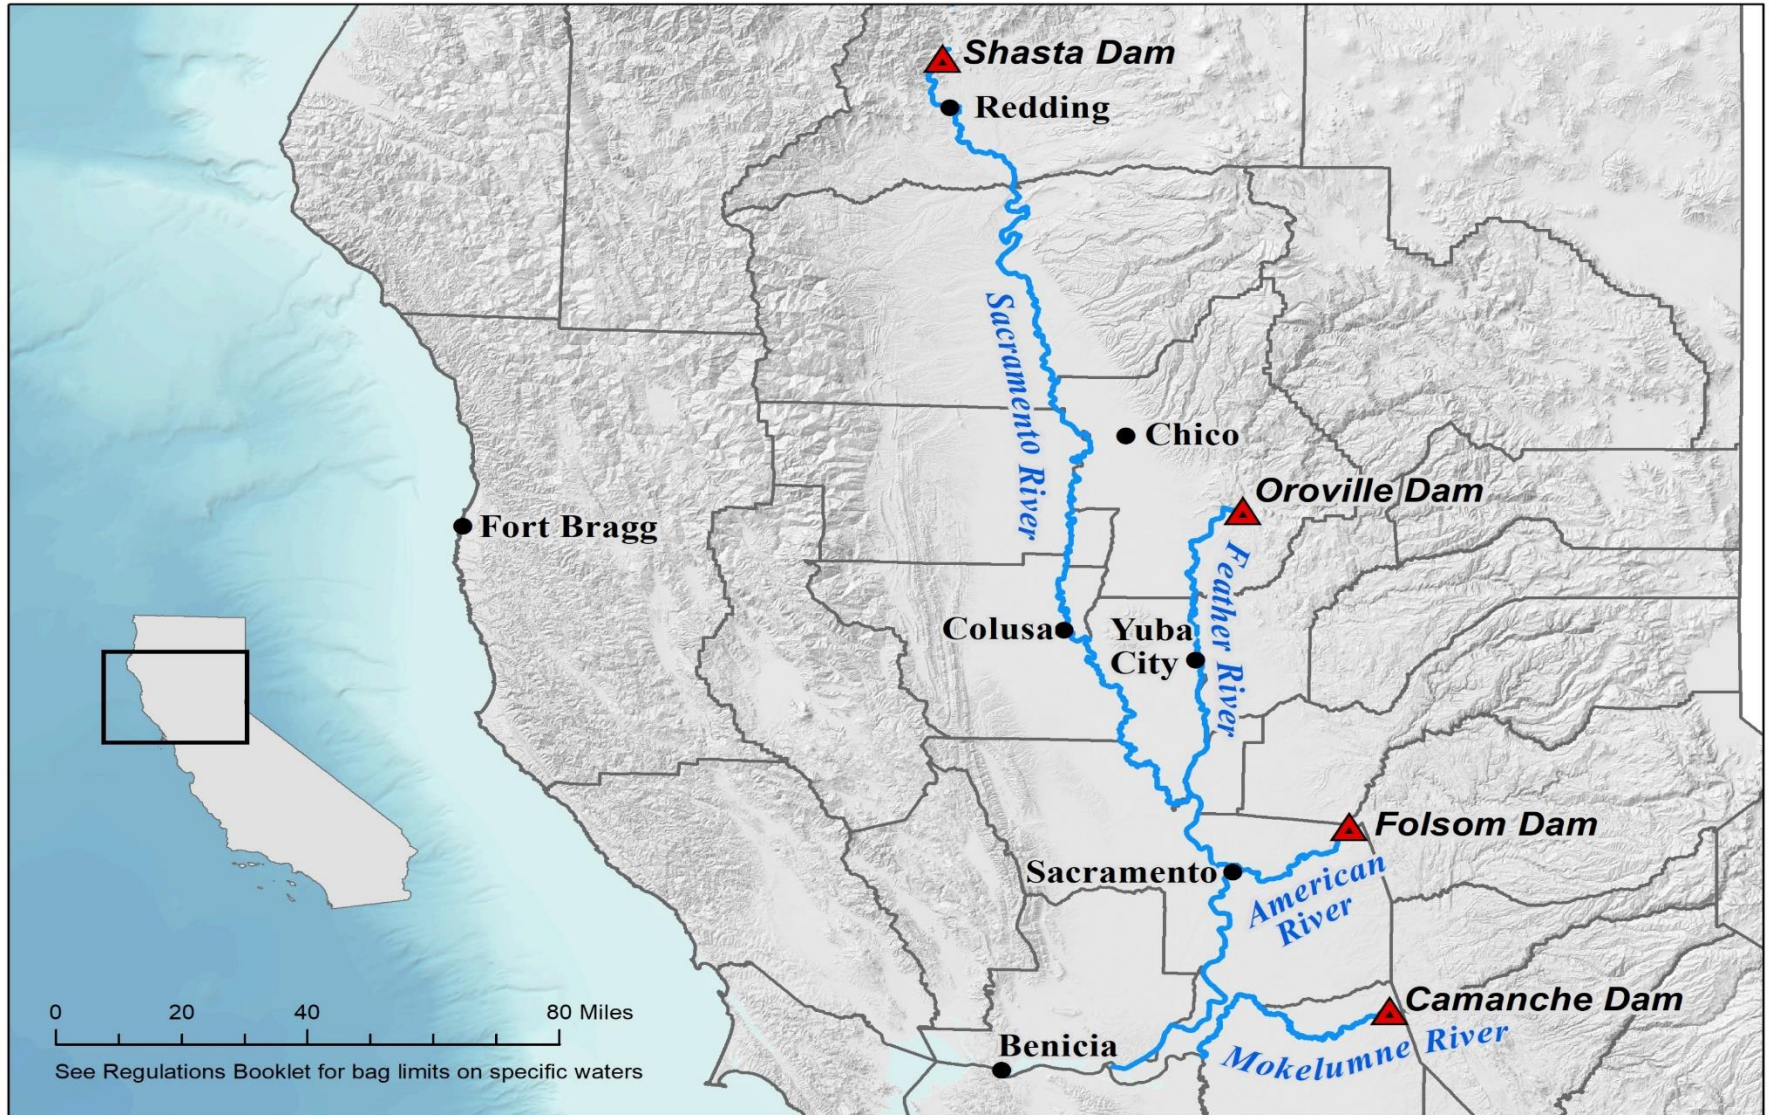 Shasta Dam
Redding
Sacramento River
Chico
Oroville Dam
Fort Bragg
Feather River
Colusa
Yuba
City
Folsom Dam
Sacramento
American
River
Camanche Dam
0 20 40 80 Miles
Benicia
Mokelumne River
See Regulations Booklet for bag limits on specific waters